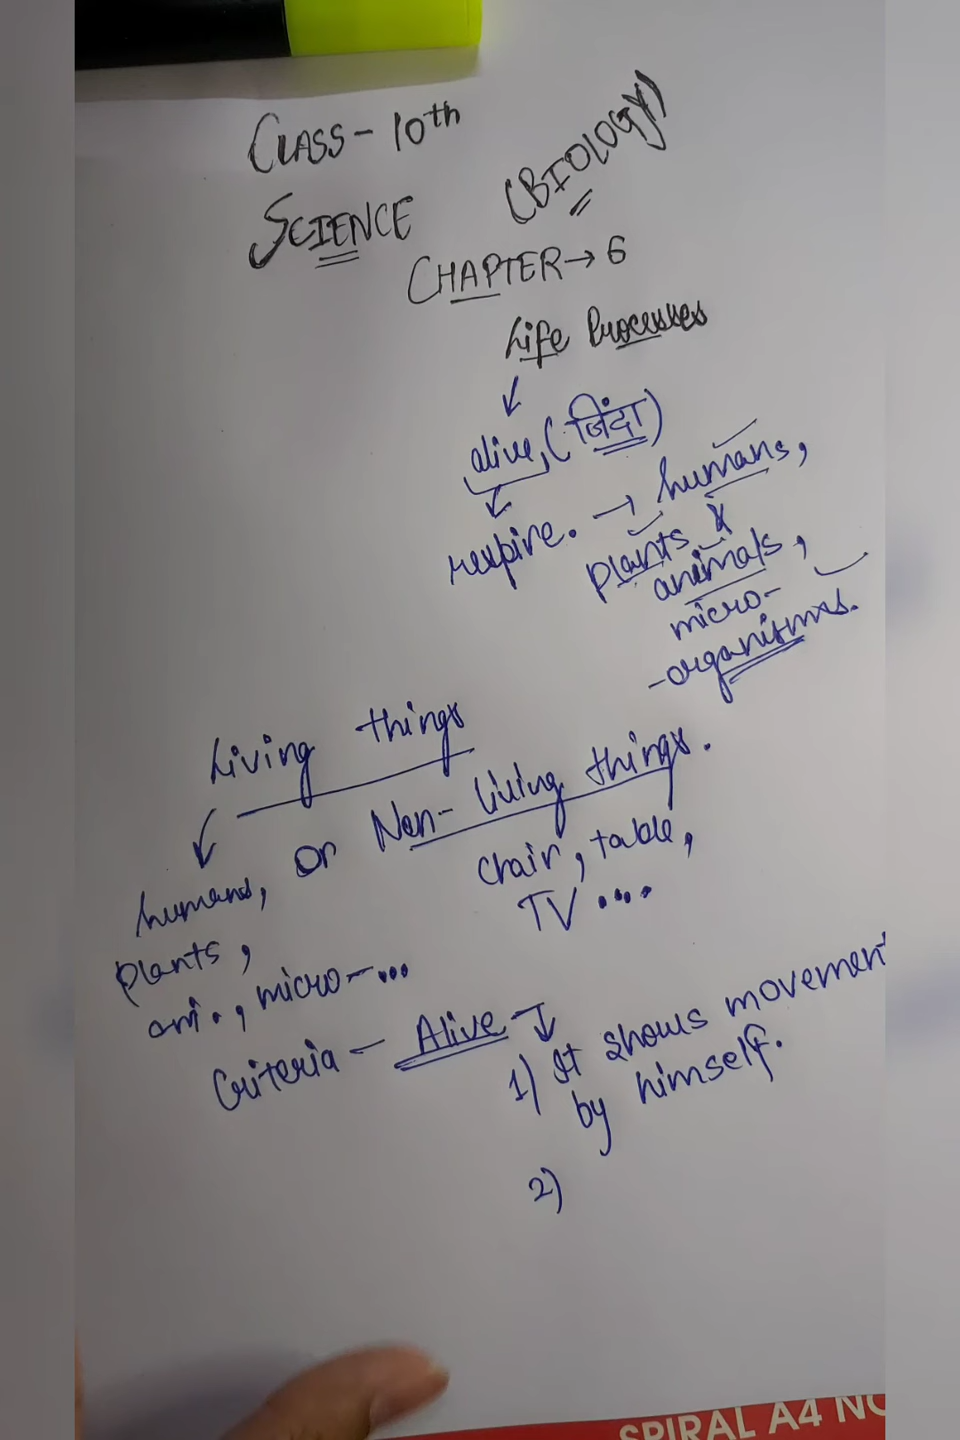 CLASS - 10th
SCIENCE (BIOLOGY)
CHAPTER → 6
Life Processes
alive, (जिंदा)
respire. → humans,
plants &
animals,
micro-
-organisms.
Living things
or Non-living things.
humans,
plants,
ani., micro-...
chair, table,
TV ....
Criteria - Alive
1) It shows movement
by himself.
2)
SPIRAL A4 NO